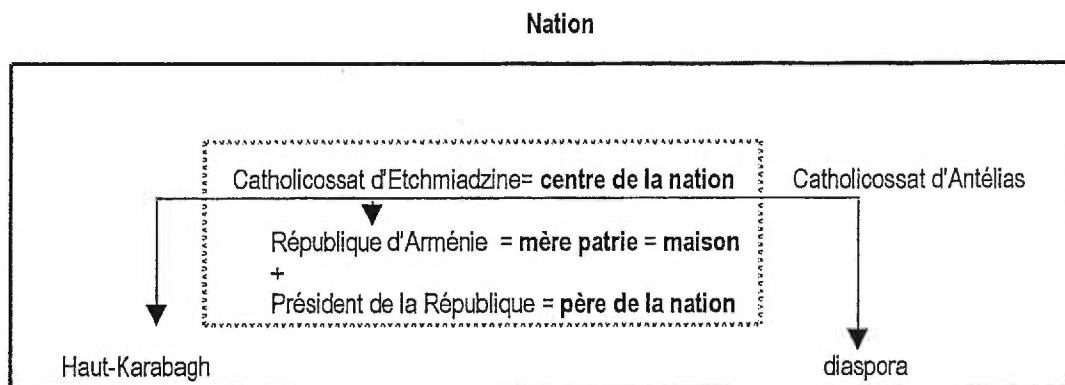 Nation
Catholicossat d'Etchmiadzine= centre de la nation Catholicossat d'Antélias
République d'Arménie = mère patrie = maison
+
Président de la République = père de la nation
Haut-Karabagh diaspora